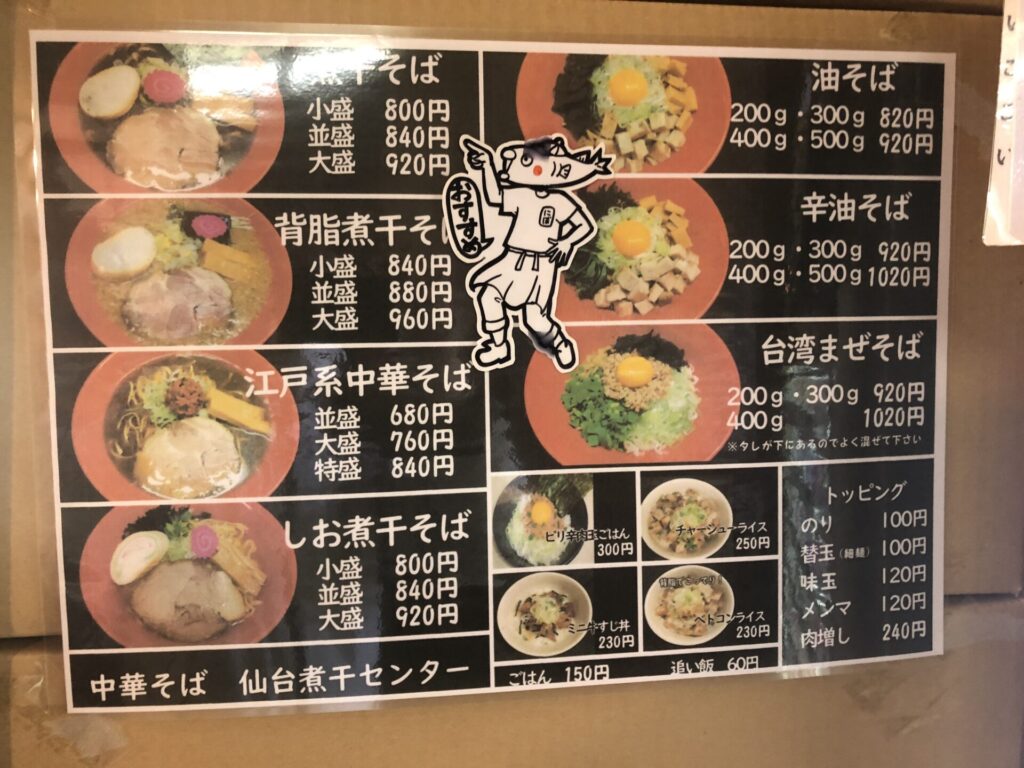 煮干そば
小盛 800円
並盛 840円
大盛 920円
背脂煮干そば
小盛 840円
並盛 880円
大盛 960円
江戸系中華そば
並盛 680円
大盛 760円
特盛 840円
しお煮干そば
小盛 800円
並盛 840円
大盛 920円
中華そば 仙台煮干センター
おすすめ
にぼ
油そば
200g・300g 820円
400g・500g 920円
辛油そば
200g・300g 920円
400g・500g 1020円
台湾まぜそば
200g・300g 920円
400g 1020円
※タレが下にあるのでよく混ぜて下さい
ピリ辛肉玉ごはん
300円
チャーシューライス
250円
ミニ牛すじ丼
230円
背脂でこってり!
ベトコンライス
230円
ごはん 150円
追い飯 60円
トッピング
のり 100円
替玉(細麺) 100円
味玉 120円
メンマ 120円
肉増し 240円